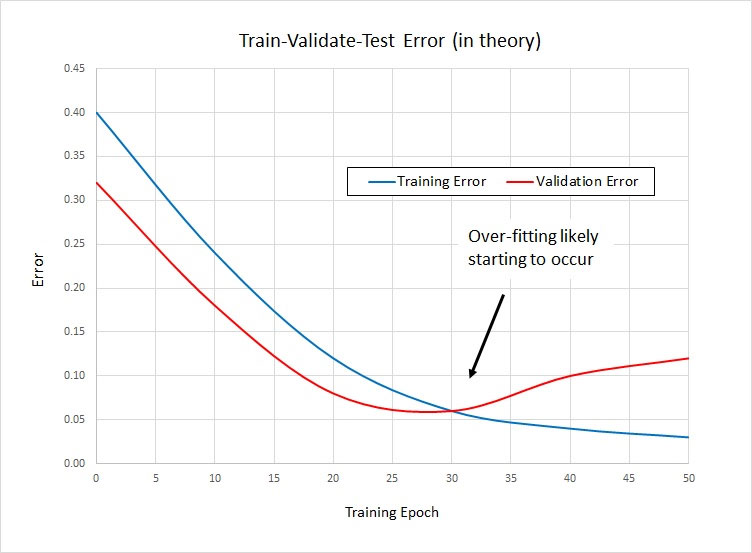 Train-Validate-Test Error (in theory)
0.45
0.40
0.35
0.30
0.25
0.20
0.15
0.10
0.05
0.00
Error
Training Error Validation Error
Over-fitting likely
starting to occur
0 5 10 15 20 25 30 35 40 45 50
Training Epoch